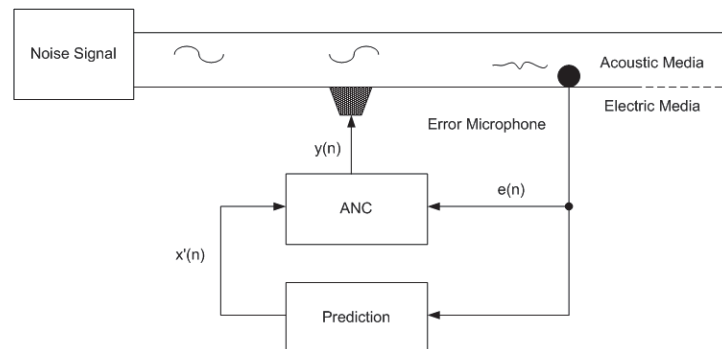 Noise Signal
Acoustic Media
Electric Media
Error Microphone
y(n)
e(n)
ANC
x'(n)
Prediction